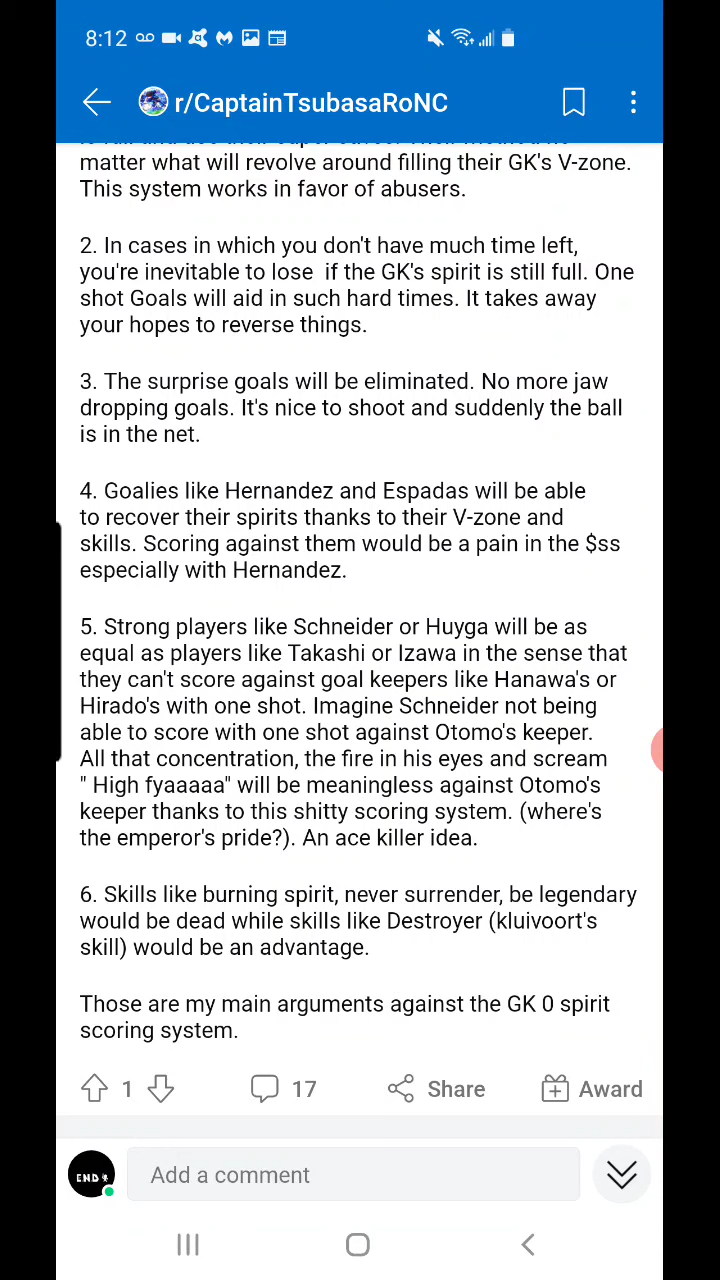 8:12
r/CaptainTsubasaRoNC
matter what will revolve around filling their GK's V-zone.
This system works in favor of abusers.
2. In cases in which you don't have much time left,
you're inevitable to lose  if the GK's spirit is still full. One
shot Goals will aid in such hard times. It takes away
your hopes to reverse things.
3. The surprise goals will be eliminated. No more jaw
dropping goals. It's nice to shoot and suddenly the ball
is in the net.
4. Goalies like Hernandez and Espadas will be able
to recover their spirits thanks to their V-zone and
skills. Scoring against them would be a pain in the $ss
especially with Hernandez.
5. Strong players like Schneider or Huyga will be as
equal as players like Takashi or Izawa in the sense that
they can't score against goal keepers like Hanawa's or
Hirado's with one shot. Imagine Schneider not being
able to score with one shot against Otomo's keeper.
All that concentration, the fire in his eyes and scream
" High fyaaaaa" will be meaningless against Otomo's
keeper thanks to this shitty scoring system. (where's
the emperor's pride?). An ace killer idea.
6. Skills like burning spirit, never surrender, be legendary
would be dead while skills like Destroyer (kluivoort's
skill) would be an advantage.
Those are my main arguments against the GK 0 spirit
scoring system.
1 17 Share Award
END Add a comment